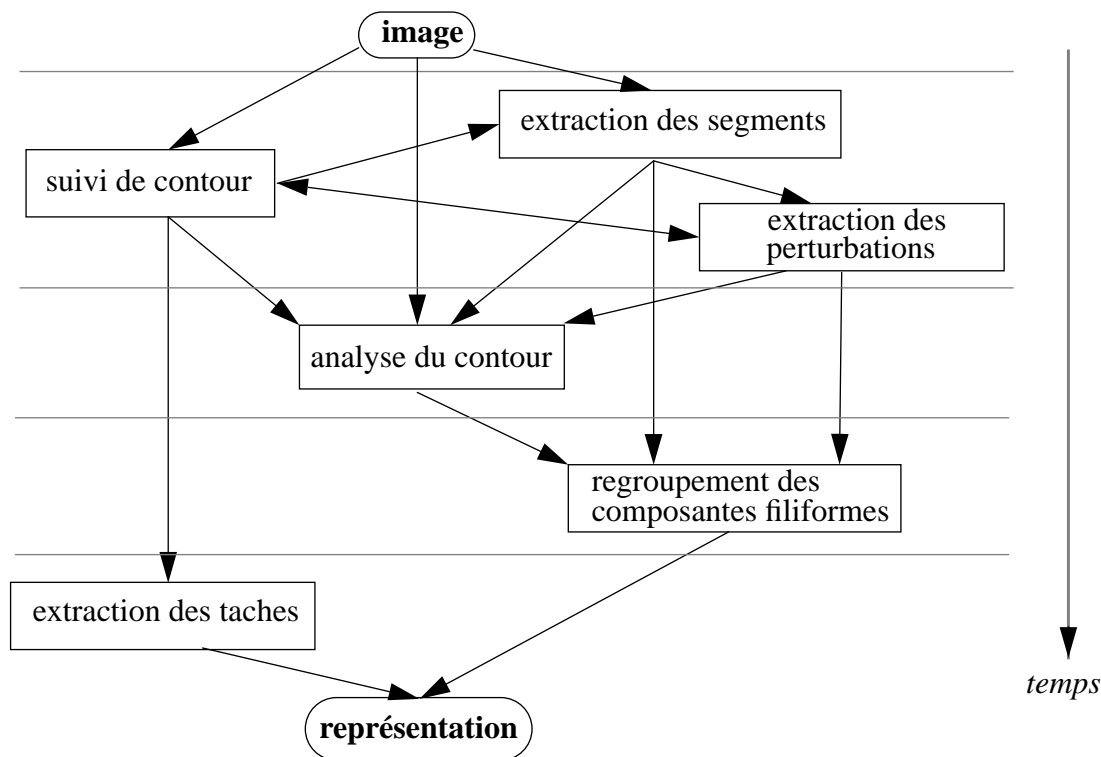 image
extraction des segments
suivi de contour
extraction des
perturbations
analyse du contour
regroupement des
composantes filiformes
extraction des taches
temps
représentation